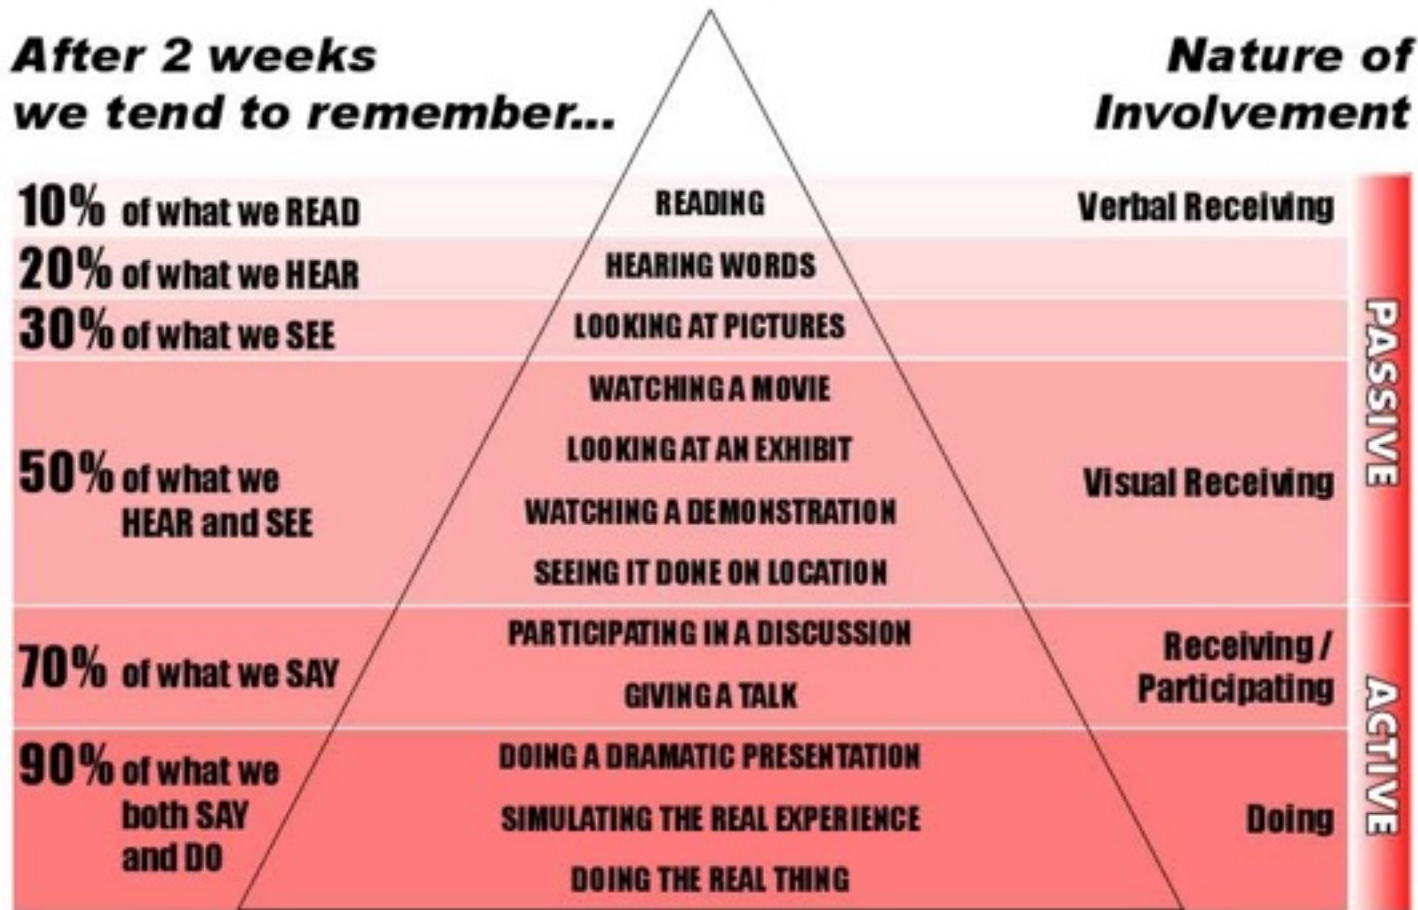 After 2 weeks
we tend to remember...
Nature of
Involvement
10% of what we READ
READING
Verbal Receiving
20% of what we HEAR
HEARING WORDS
30% of what we SEE
LOOKING AT PICTURES
50% of what we
HEAR and SEE
WATCHING A MOVIE
LOOKING AT AN EXHIBIT
WATCHING A DEMONSTRATION
SEEING IT DONE ON LOCATION
Visual Receiving
PASSIVE
70% of what we SAY
PARTICIPATING IN A DISCUSSION
GIVING A TALK
Receiving /
Participating
90% of what we
both SAY
and DO
DOING A DRAMATIC PRESENTATION
SIMULATING THE REAL EXPERIENCE
DOING THE REAL THING
Doing
ACTIVE